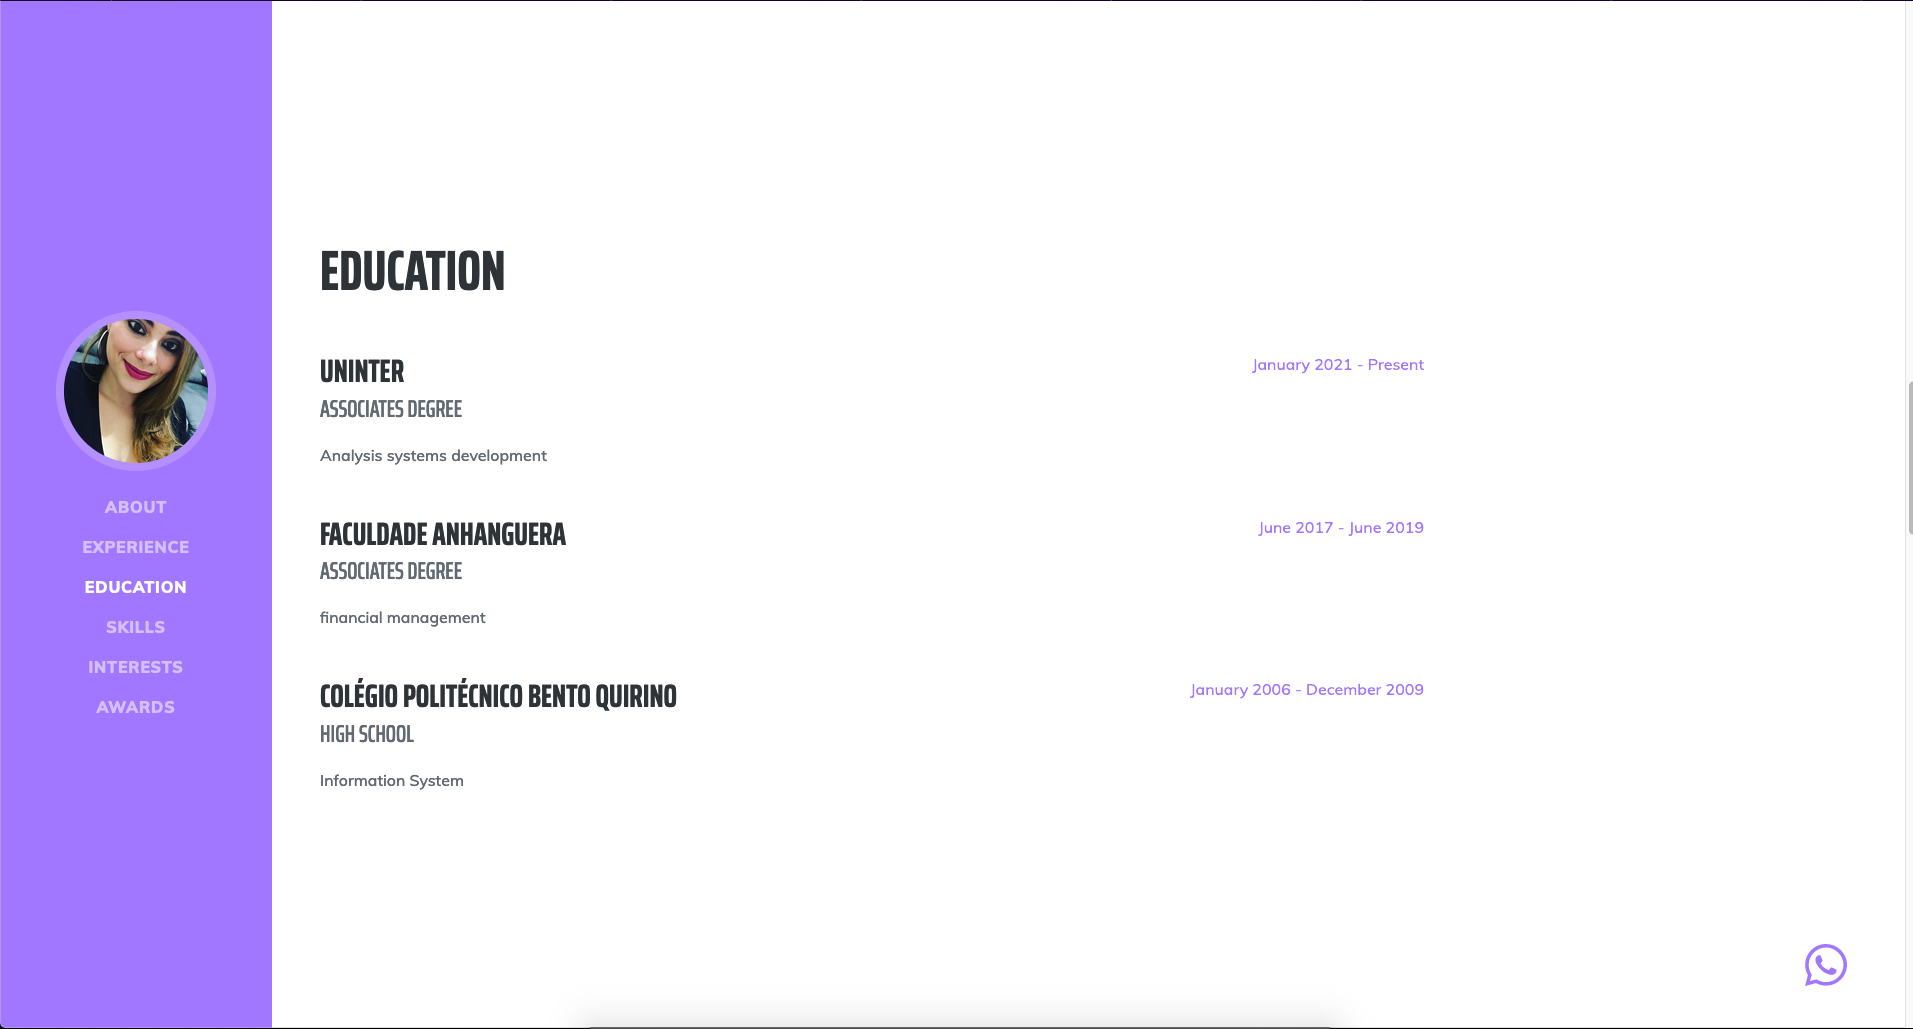 ABOUT
EXPERIENCE
EDUCATION
SKILLS
INTERESTS
AWARDS
EDUCATION
UNINTER
January 2021 - Present
ASSOCIATES DEGREE
Analysis systems development
FACULDADE ANHANGUERA
June 2017 - June 2019
ASSOCIATES DEGREE
financial management
COLÉGIO POLITÉCNICO BENTO QUIRINO
January 2006 - December 2009
HIGH SCHOOL
Information System